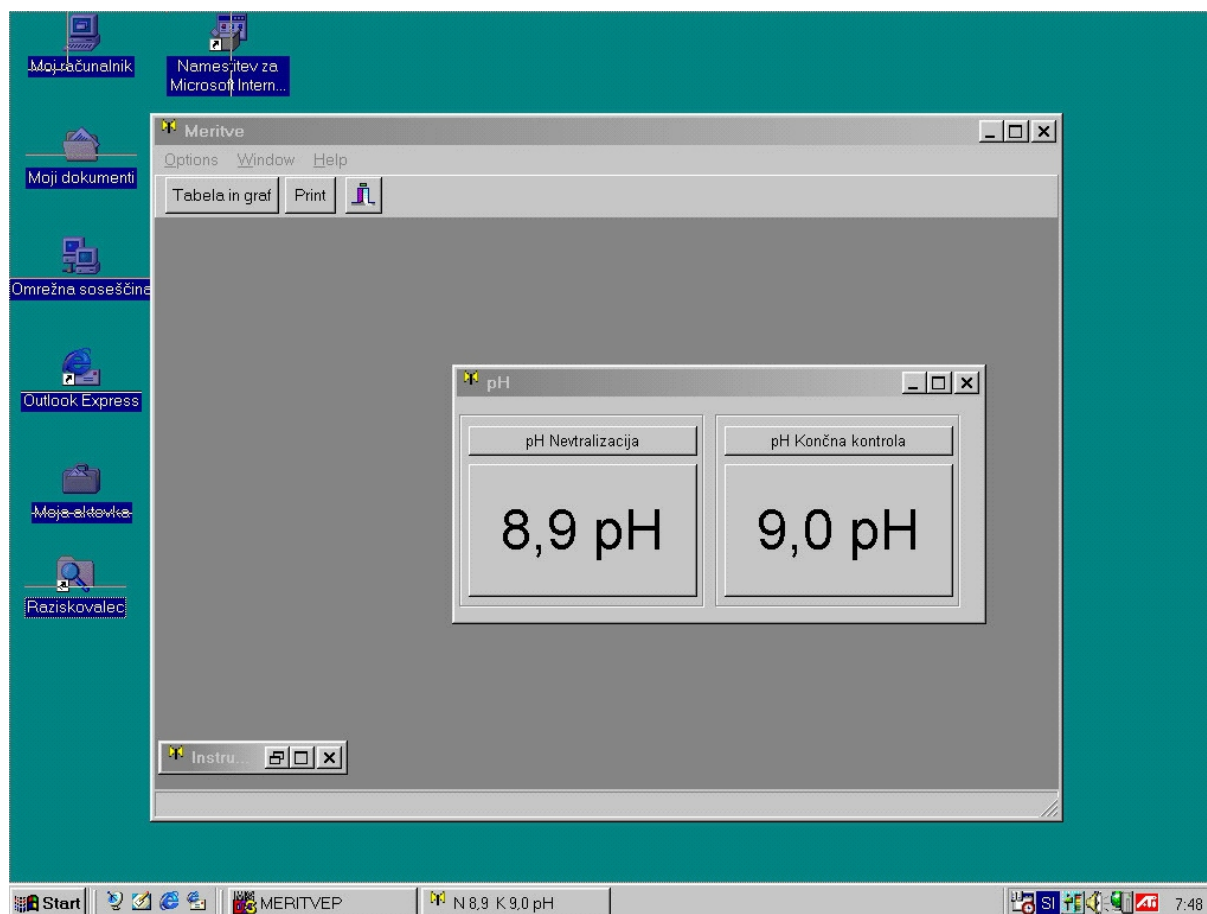 Moj računalnik
Namestitev za
Microsoft Intern...
Moji dokumenti
Omrežna soseščina
Outlook Express
Moja aktovka
Raziskovalec
Meritve
Options Window Help
Tabela in graf Print
pH
pH Nevtralizacija
pH Končna kontrola
8,9 pH
9,0 pH
Instru...
Start
MERITVEP
N 8,9 K 9,0 pH
SI
ATI
7:48